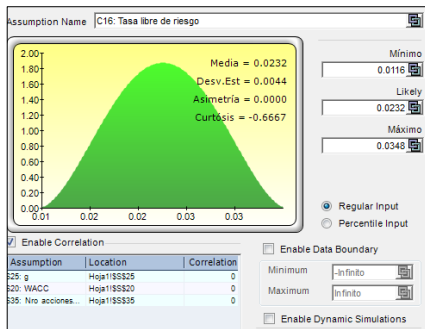 Assumption Name C16: Tasa libre de riesgo
2.00
1.80
1.60
1.40
1.20
1.00
0.80
0.60
0.40
0.20
0.00
0.01 0.02 0.02 0.03 0.03
Media = 0.0232
Desv.Est = 0.0044
Asimetría = 0.0000
Curtósis = -0.6667
Mínimo
0.0116
Likely
0.0232
Máximo
0.0348
Regular Input
Percentile Input
Enable Correlation
Assumption Location Correlation
S25: g Hoja1!$S$25 0
S20: WACC Hoja1!$S$20 0
S35: Nro acciones... Hoja1!$S$35 0
Enable Data Boundary
Minimum -Infinito
Maximum Infinito
Enable Dynamic Simulations